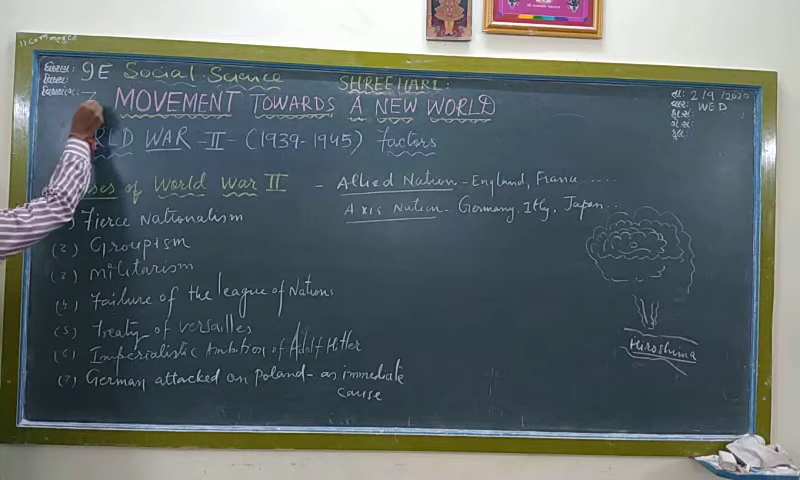 ધોરણ: 9E Social Science
SHREEHARI:
વિષય:
તા: 2/9/2020
વાર: WED
MOVEMENT TOWARDS A NEW WORLD
RLD WAR -II- (1939-1945) factors
ses of World War II - Allied Nation - England, France .....
Axis Nation - Germany, Itly, Japan..
) Fierce Nationalism
(2) Groupism
(3) Militarism
(4) Failure of the league of Nations
(5) Treaty of versailles
(6) Imperialistic Ambition of Adolf Hitler
(7) German attacked on Poland - an immediate
cause
Hiroshima